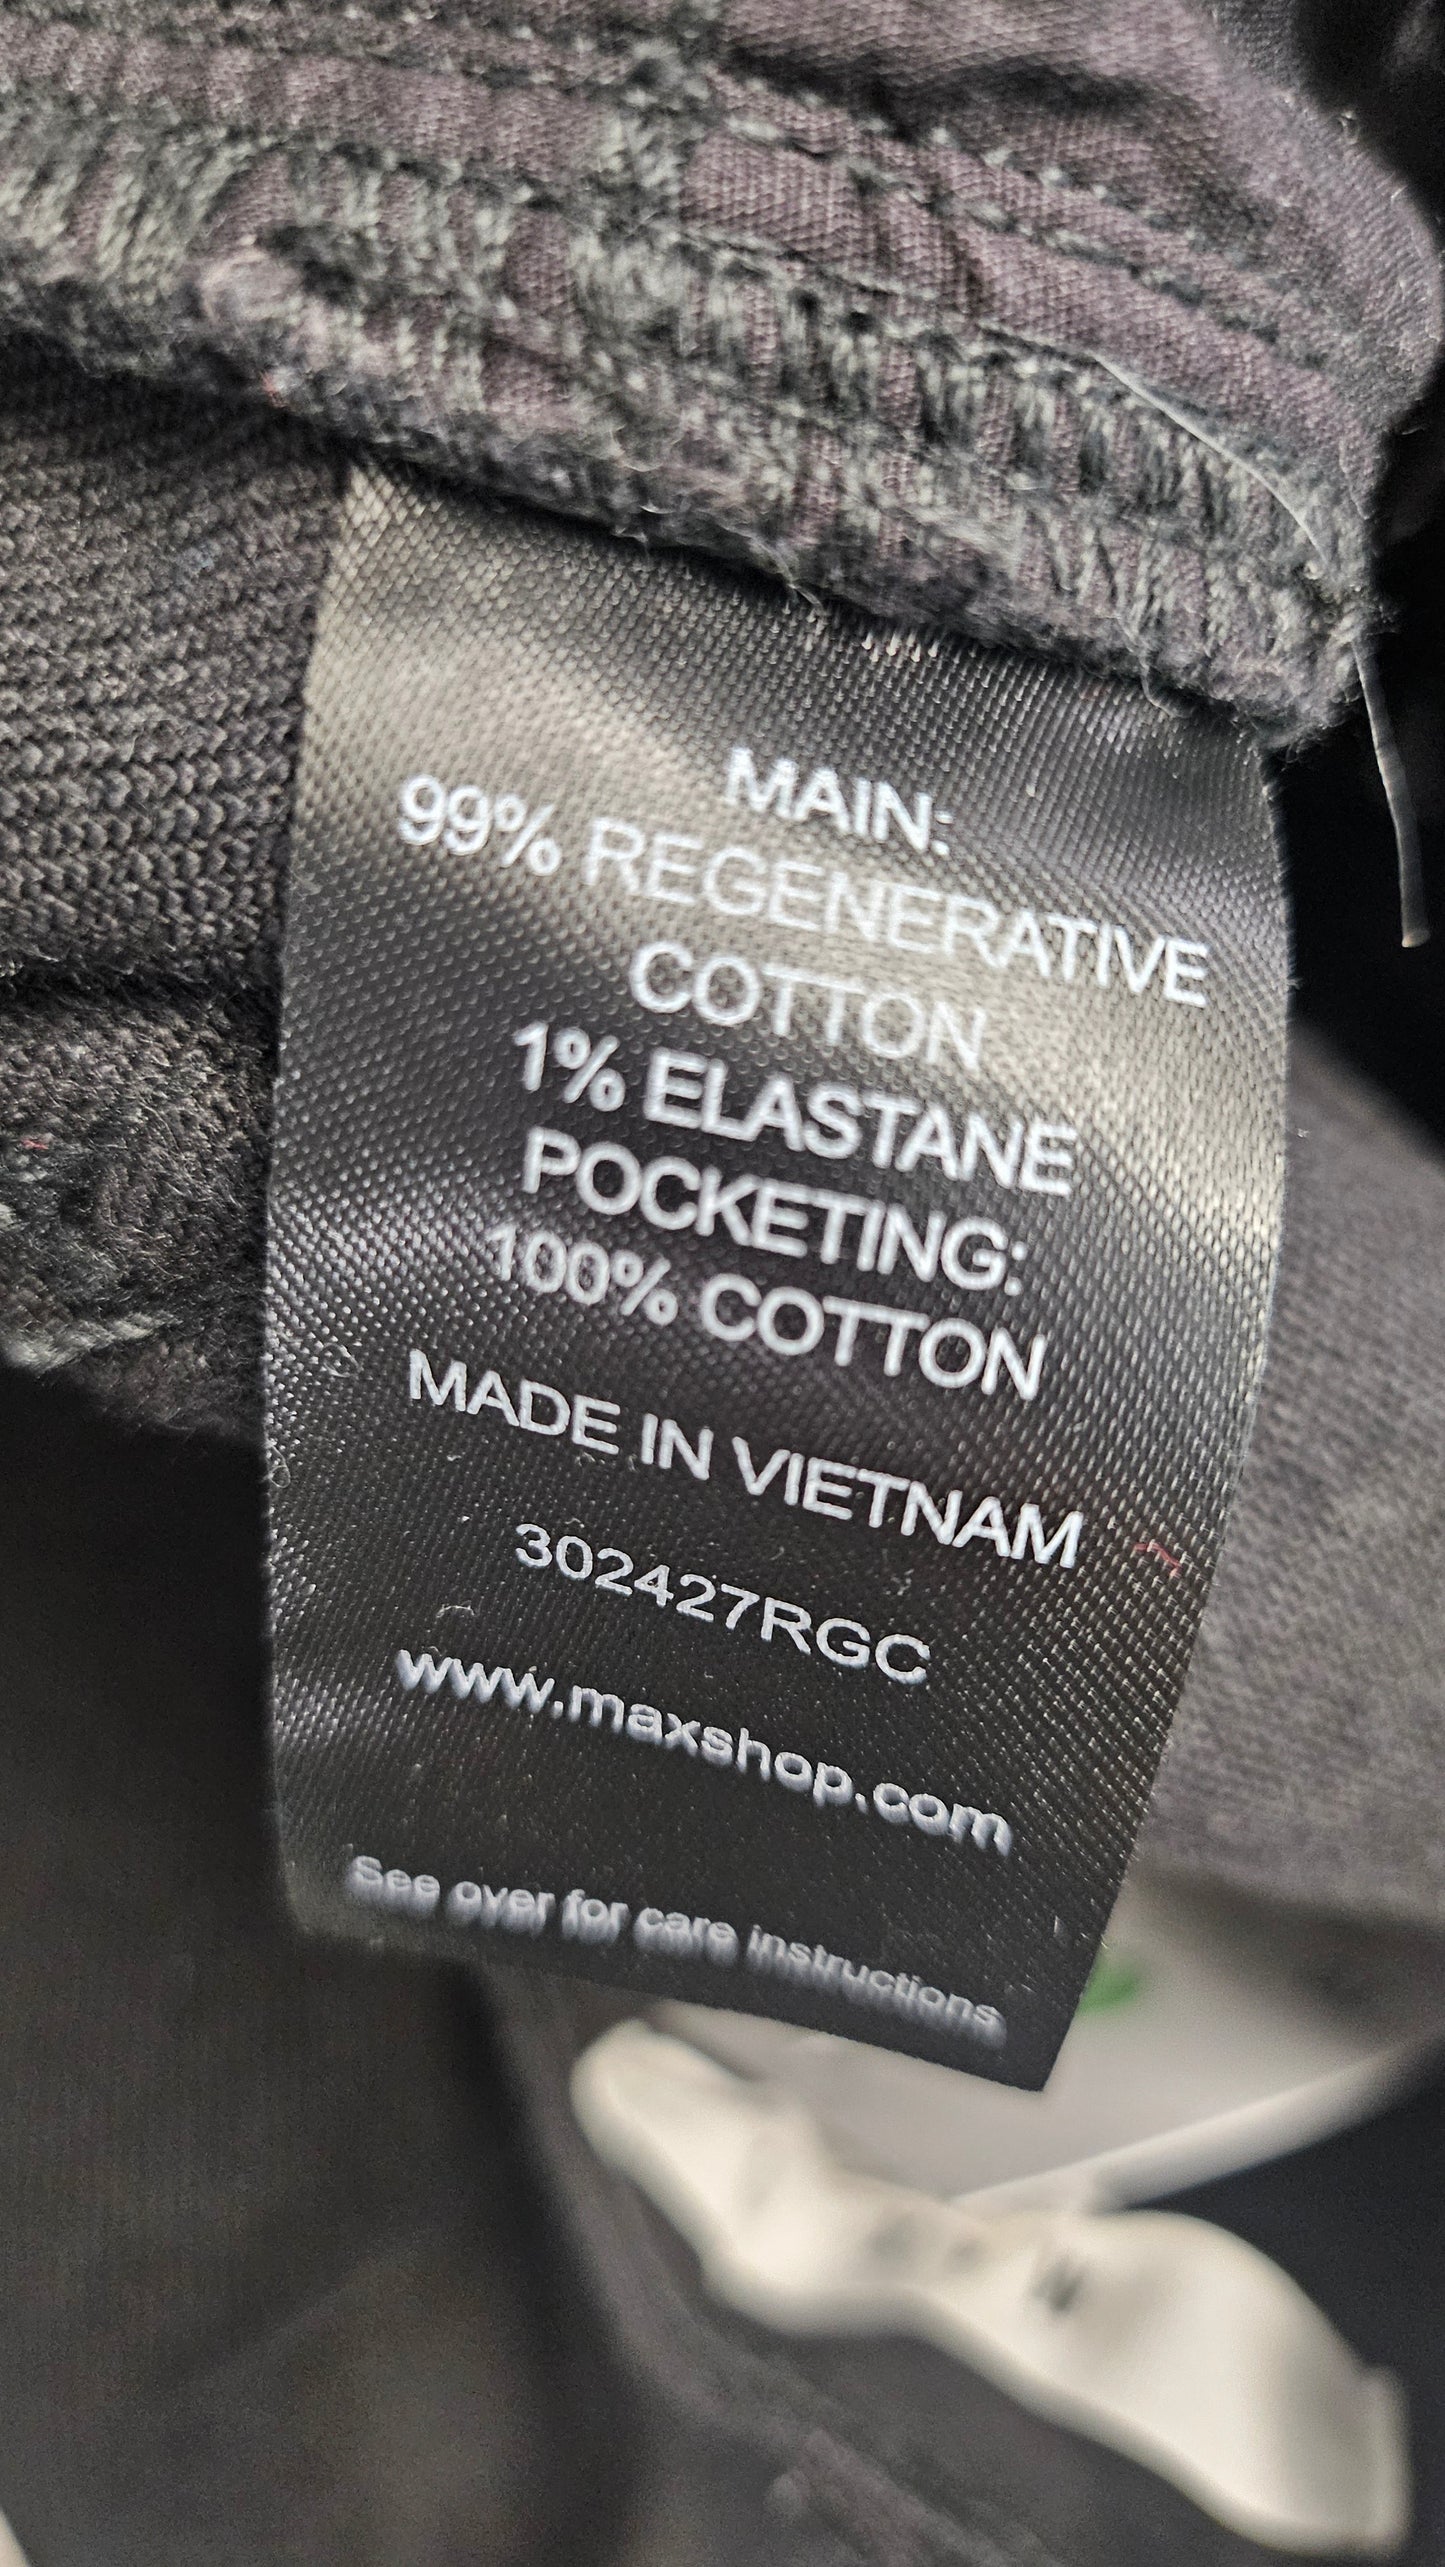 MAIN:
99% REGENERATIVE
COTTON
1% ELASTANE
POCKETING:
100% COTTON
MADE IN VIETNAM
302427RGC
www.maxshop.com
See over for care instructions